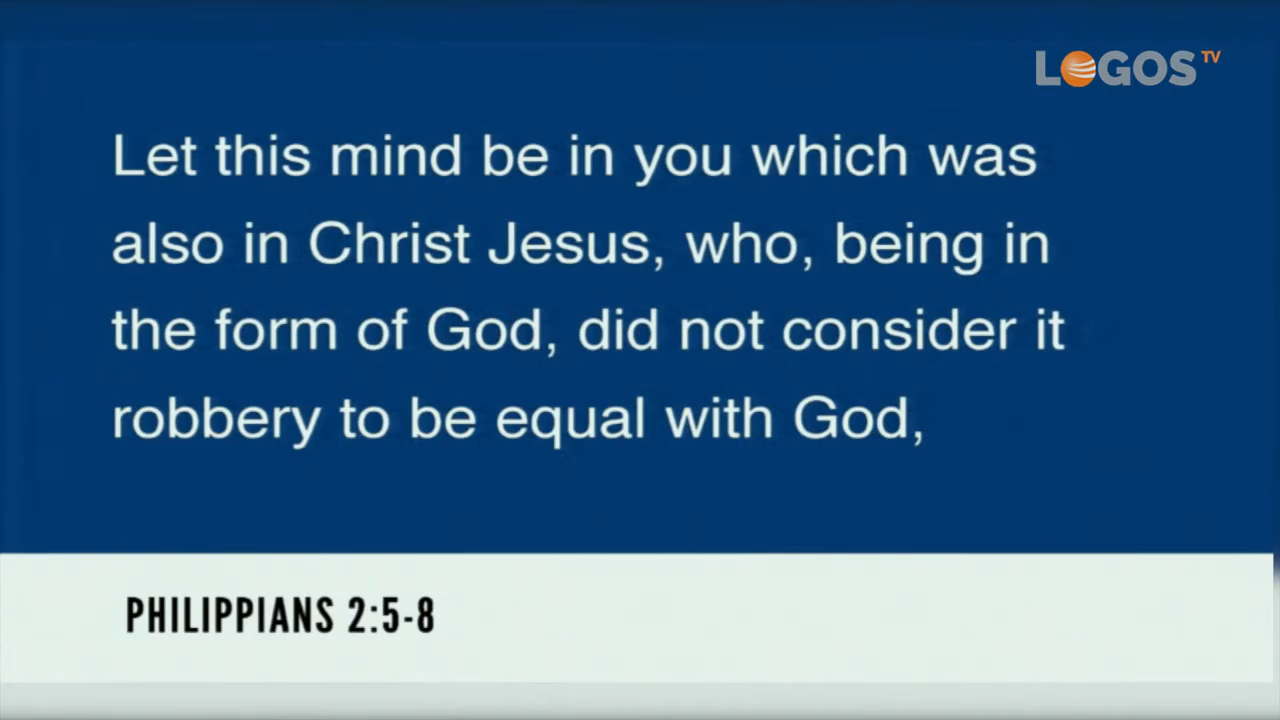 LOGOS TV
Let this mind be in you which was
also in Christ Jesus, who, being in
the form of God, did not consider it
robbery to be equal with God,
PHILIPPIANS 2:5-8